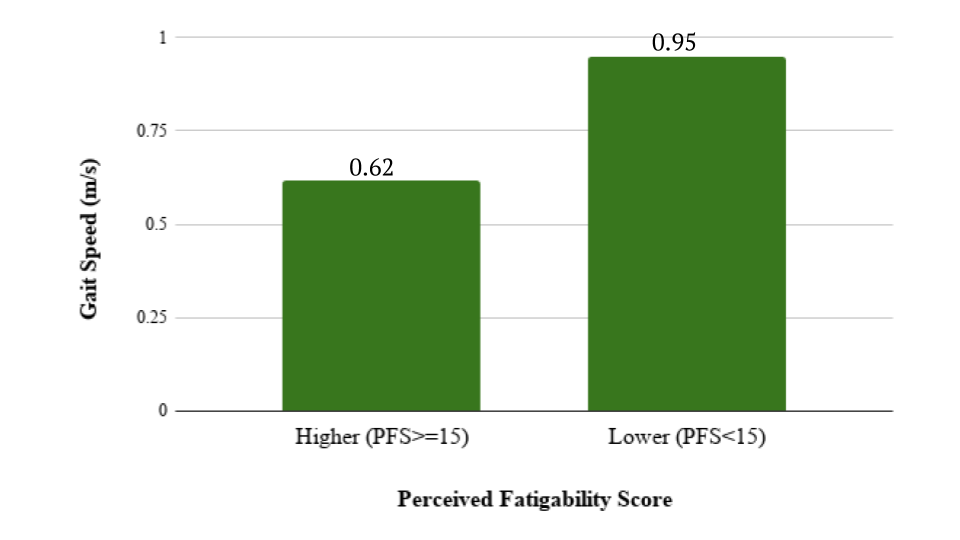 1
0.95
0.75
0.62
0.5
0.25
0
Gait Speed (m/s)
Higher (PFS>=15)
Lower (PFS<15)
Perceived Fatigability Score